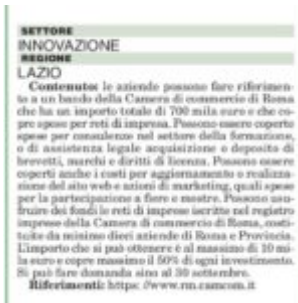 SETTORE
INNOVAZIONE
REGIONE
LAZIO
Contenuto: le aziende possono fare riferimen-
to a un bando della Camera di commercio di Roma
che ha un importo totale di 700 mila euro e che co-
pre spese per reti di impresa. Possono essere coperte
spese per consulenze nel settore della formazione,
o di assistenza legale acquisizione e deposito di
brevetti, marchi e diritti di licenza. Possono essere
coperti anche i costi per aggiornamento o realizza-
zione del sito web e azioni di marketing, quali spese
per la partecipazione a fiere o mostre. Possono usu-
fruire dei fondi le reti di imprese iscritte nel registro
imprese della Camera di commercio di Roma, costi-
tuite da minimo dieci aziende di Roma e Provincia.
L'importo che si può ottenere è al massimo di 10 mi-
la euro e copre massimo il 50% di ogni investimento.
Si può fare domanda sino al 30 settembre.
Riferimenti: https: //www.rm.camcom.it